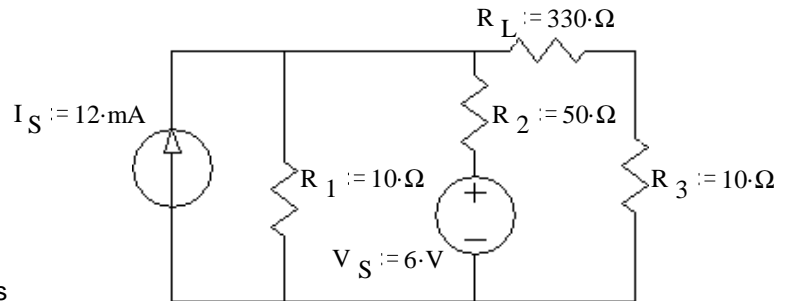 R L := 330·Ω
I S := 12·mA
R 2 := 50·Ω
R 1 := 10·Ω
R 3 := 10·Ω
+
−
V S := 6·V
s